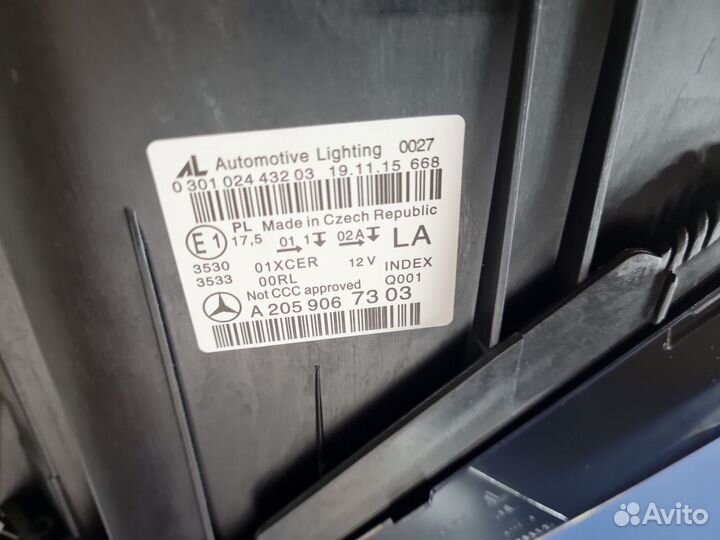 AL Automotive Lighting 0027
0 301 024 432 03 19.11.15 668
E1 PL Made in Czech Republic
17,5 01 1 02A LA
3530 01XCER 12 V INDEX
3533 00RL Q001
Not CCC approved
A 205 906 73 03
Avito